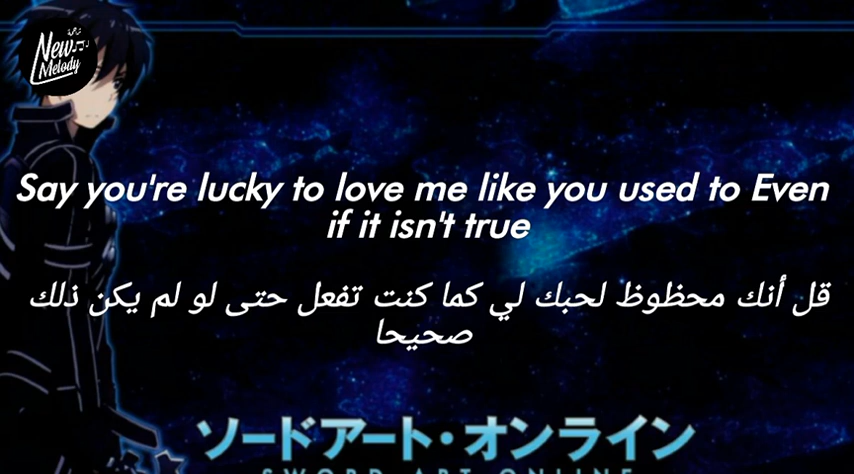 New
Melody
Say you're lucky to love me like you used to Even
if it isn't true
قل أنك محظوظ لحبك لي كما كنت تفعل حتى لو لم يكن ذلك
صحيحا
ソードアート・オンライン
SWORD ART ONLINE